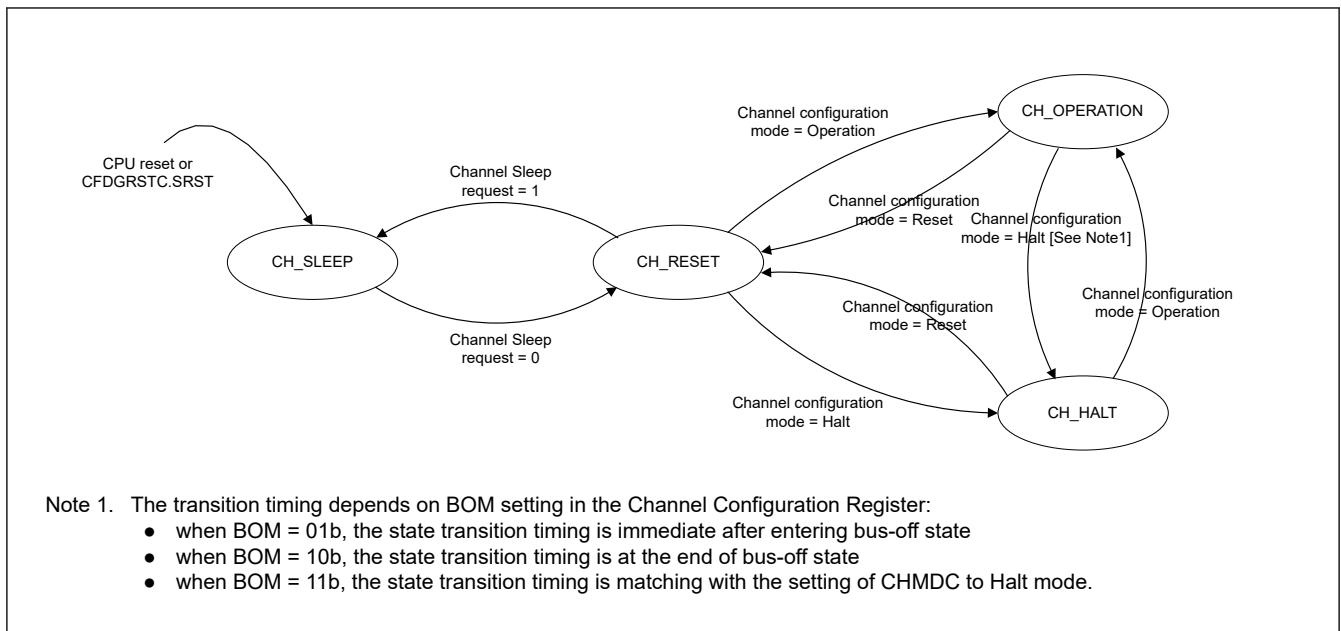 CPU reset or
CFDGRSTC.SRST
CH_SLEEP
Channel Sleep
request = 1
Channel Sleep
request = 0
CH_RESET
Channel configuration
mode = Operation
CH_OPERATION
Channel configuration
mode = Reset
Channel configuration
mode = Halt [See Note1]
Channel configuration
mode = Operation
Channel configuration
mode = Reset
Channel configuration
mode = Halt
CH_HALT
Note 1. The transition timing depends on BOM setting in the Channel Configuration Register:
● when BOM = 01b, the state transition timing is immediate after entering bus-off state
● when BOM = 10b, the state transition timing is at the end of bus-off state
● when BOM = 11b, the state transition timing is matching with the setting of CHMDC to Halt mode.